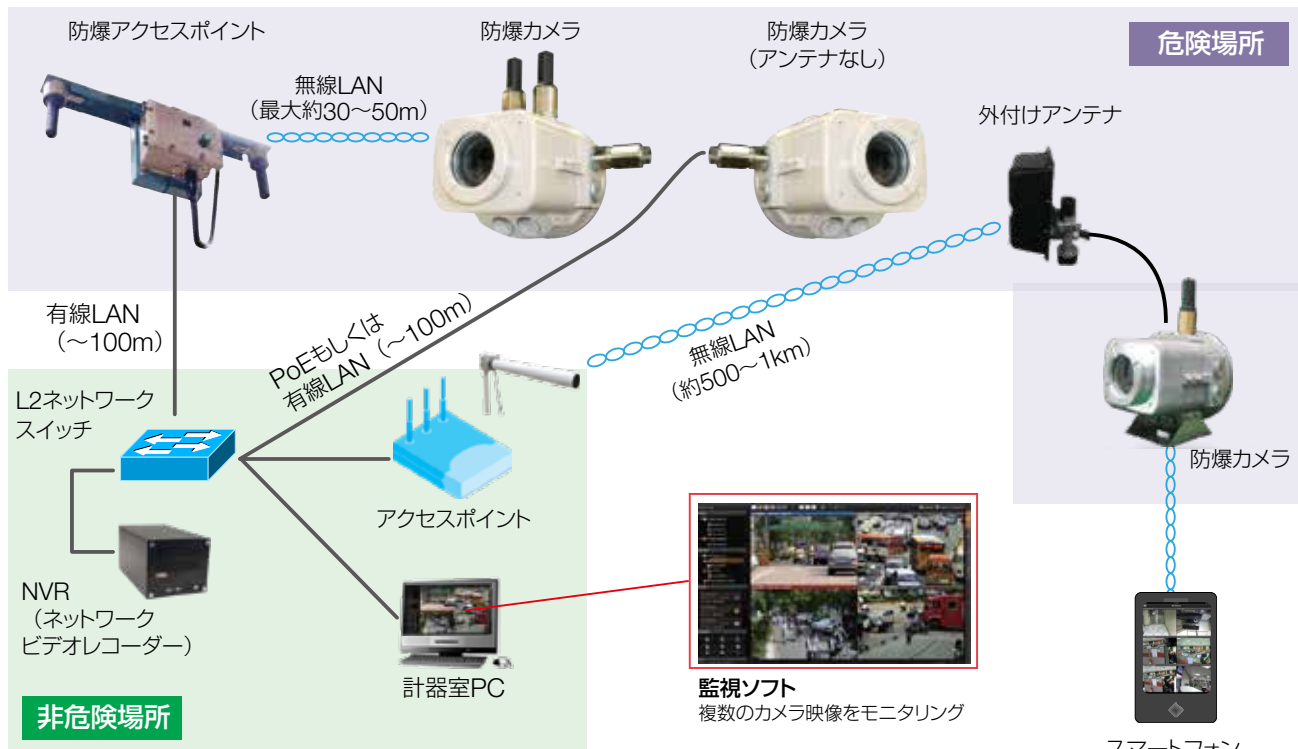 防爆アクセスポイント
防爆カメラ
防爆カメラ
（アンテナなし）
危険場所
無線LAN
（最大約30〜50m）
外付けアンテナ
有線LAN
（〜100m）
PoEもしくは
有線LAN（〜100m）
無線LAN
（約500〜1km）
L2ネットワーク
スイッチ
防爆カメラ
アクセスポイント
NVR
（ネットワーク
ビデオレコーダー）
計器室PC
監視ソフト
複数のカメラ映像をモニタリング
非危険場所
スマートフォン